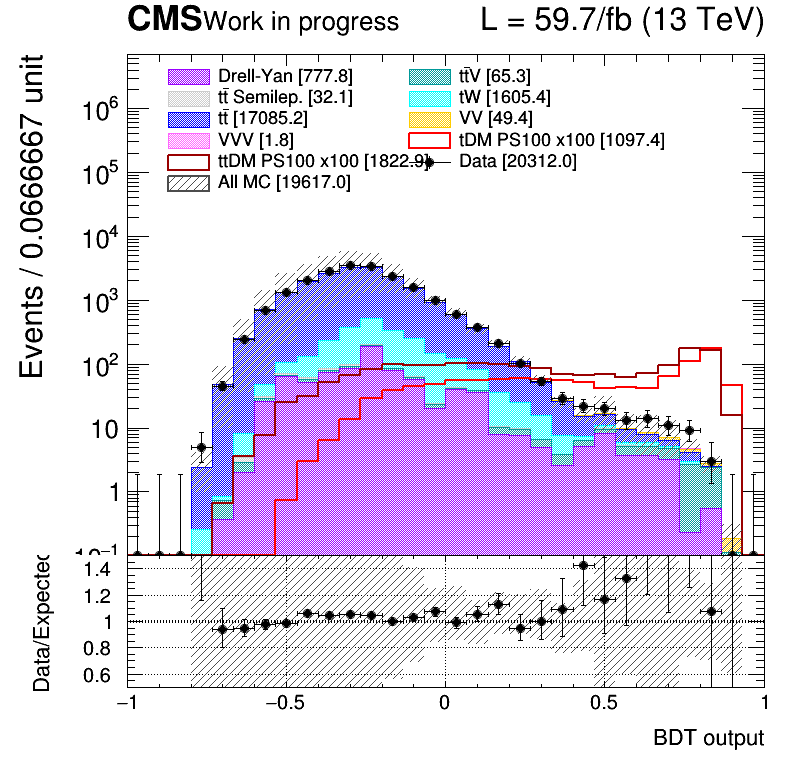 CMS Work in progress L = 59.7/fb (13 TeV)
Events / 0.0666667 unit
Drell-Yan [777.8] tt̄V [65.3]
tt̄ Semilep. [32.1] tW [1605.4]
tt̄ [17085.2] VV [49.4]
VVV [1.8] tDM PS100 x100 [1097.4]
ttDM PS100 x100 [1822.9] Data [20312.0]
All MC [19617.0]
10⁶
10⁵
10⁴
10³
10²
10
1
10⁻¹
Data/Expected
1.4
1.2
1
0.8
0.6
−1 −0.5 0 0.5 1
BDT output